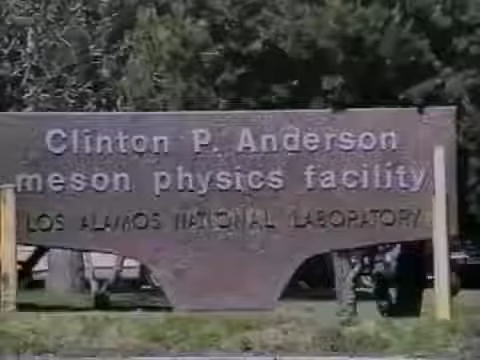 Clinton P. Anderson
meson physics facility
LOS ALAMOS NATIONAL LABORATORY